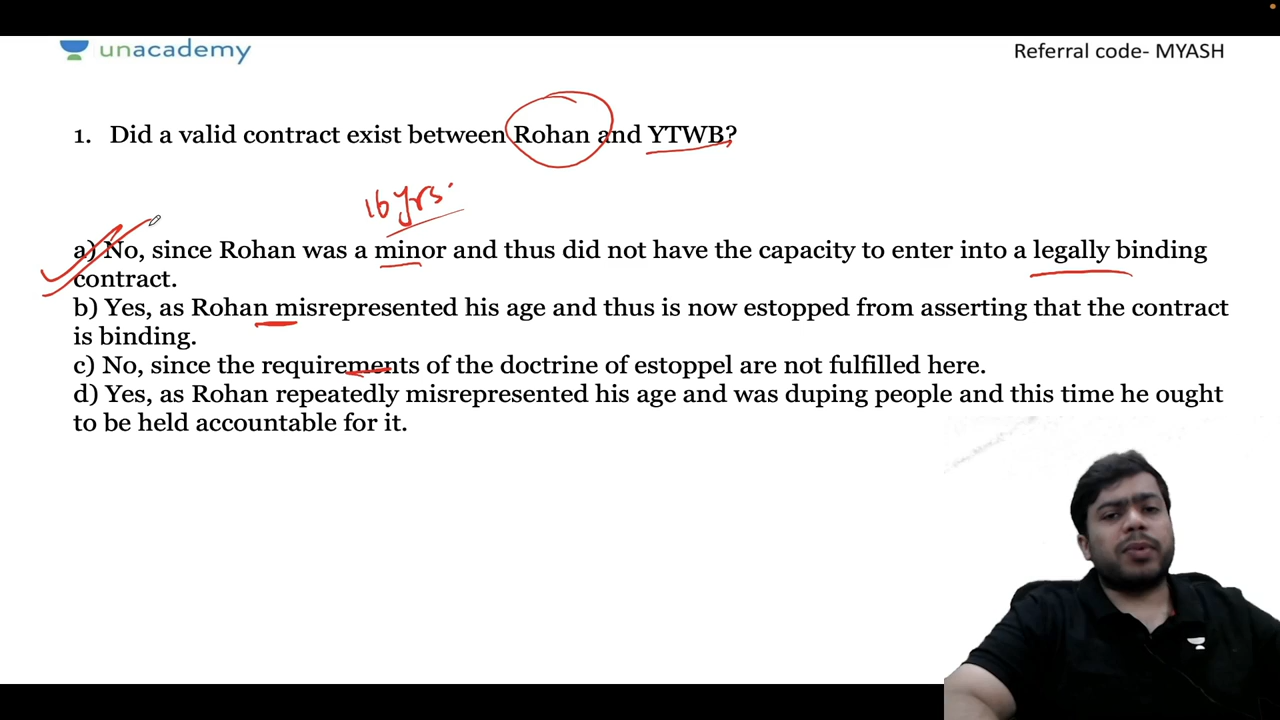 unacademy
Referral code- MYASH
1. Did a valid contract exist between Rohan and YTWB?
16 yrs.
a) No, since Rohan was a minor and thus did not have the capacity to enter into a legally binding
contract.
b) Yes, as Rohan misrepresented his age and thus is now estopped from asserting that the contract
is binding.
c) No, since the requirements of the doctrine of estoppel are not fulfilled here.
d) Yes, as Rohan repeatedly misrepresented his age and was duping people and this time he ought
to be held accountable for it.